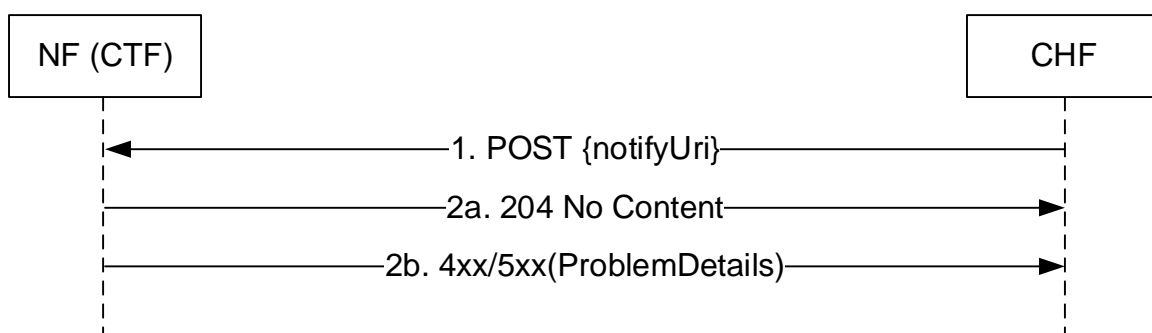 NF (CTF)
CHF
1. POST {notifyUri}
2a. 204 No Content
2b. 4xx/5xx(ProblemDetails)